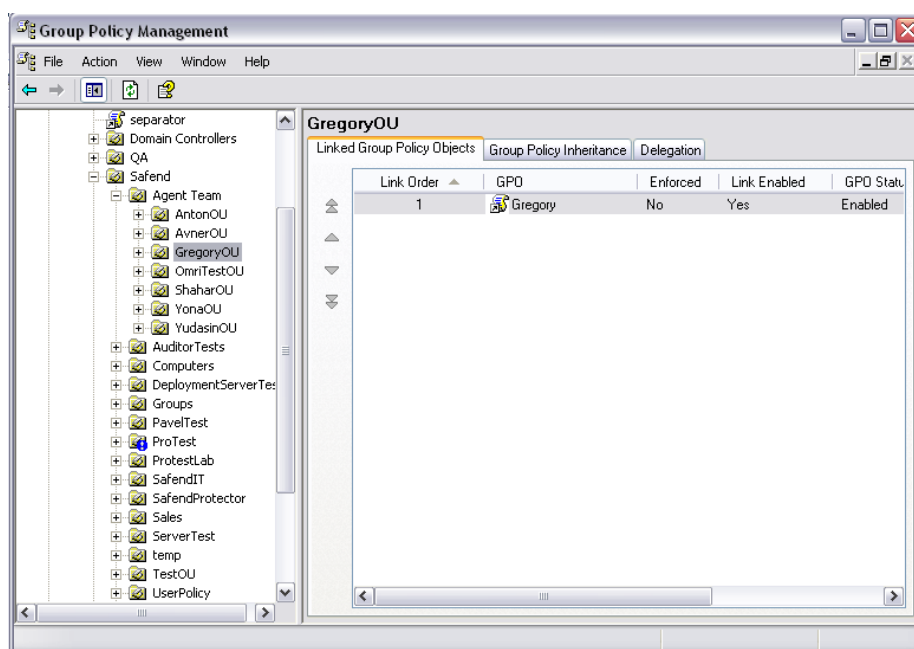 Group Policy Management
File Action View Window Help
separator
Domain Controllers
QA
Safend
Agent Team
AntonOU
AvnerOU
GregoryOU
OmriTestOU
ShaharOU
YonaOU
YudasinOU
AuditorTests
Computers
DeploymentServerTes
Groups
PavelTest
ProTest
ProtestLab
SafendIT
SafendProtector
Sales
ServerTest
temp
TestOU
UserPolicy
GregoryOU
Linked Group Policy Objects Group Policy Inheritance Delegation
Link Order GPO Enforced Link Enabled GPO Statu
1 Gregory No Yes Enabled